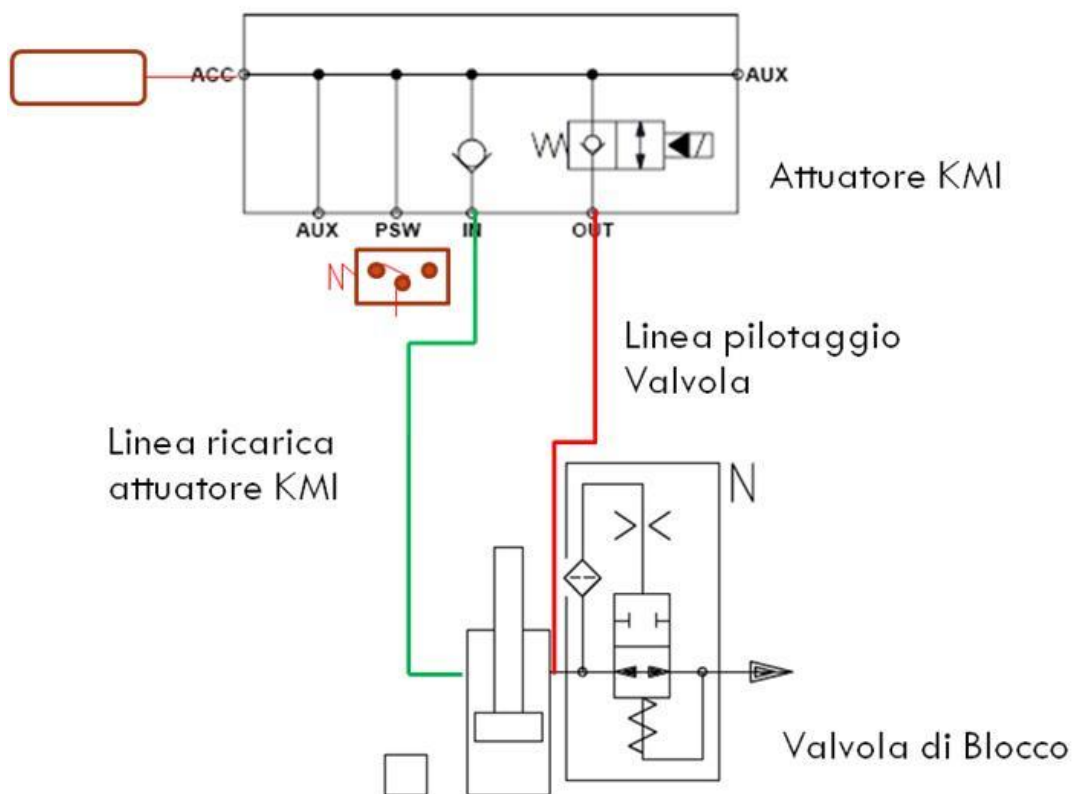 ACC
AUX
Attuatore KMI
AUX
PSW
IN
OUT
N
Linea pilotaggio
Valvola
Linea ricarica
attuatore KMI
N
Valvola di Blocco